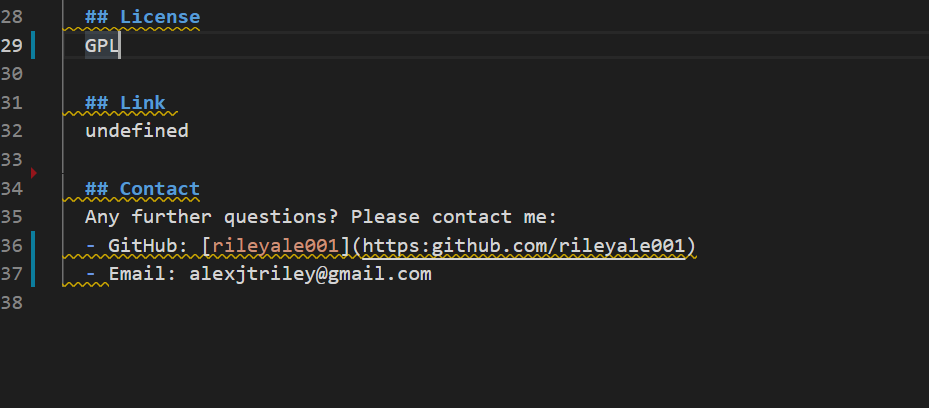 28 ## License
29 GPL
30
31 ## Link
32 undefined
33
34 ## Contact
35 Any further questions? Please contact me:
36 - GitHub: [rileyale001](https:github.com/rileyale001)
37 - Email: alexjtriley@gmail.com
38